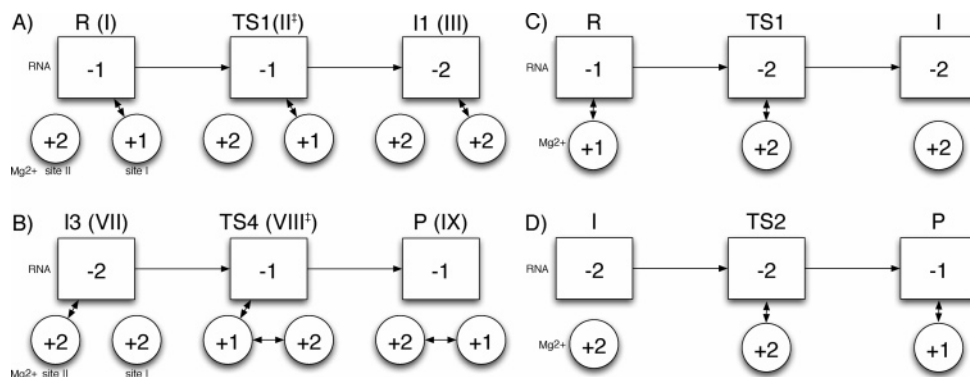 A) R (I) TS1(II‡) I1 (III)
RNA -1 -1 -2
+2 +1 +2 +1 +2 +2
Mg2+ site II site I
B) I3 (VII) TS4 (VIII‡) P (IX)
RNA -2 -1 -1
+2 +2 +1 +2 +2 +1
Mg2+ site II site I
C) R TS1 I
-1 -2 -2
Mg2+ +1 +2 +2
D) I TS2 P
RNA -2 -2 -1
Mg2+ +2 +2 +1